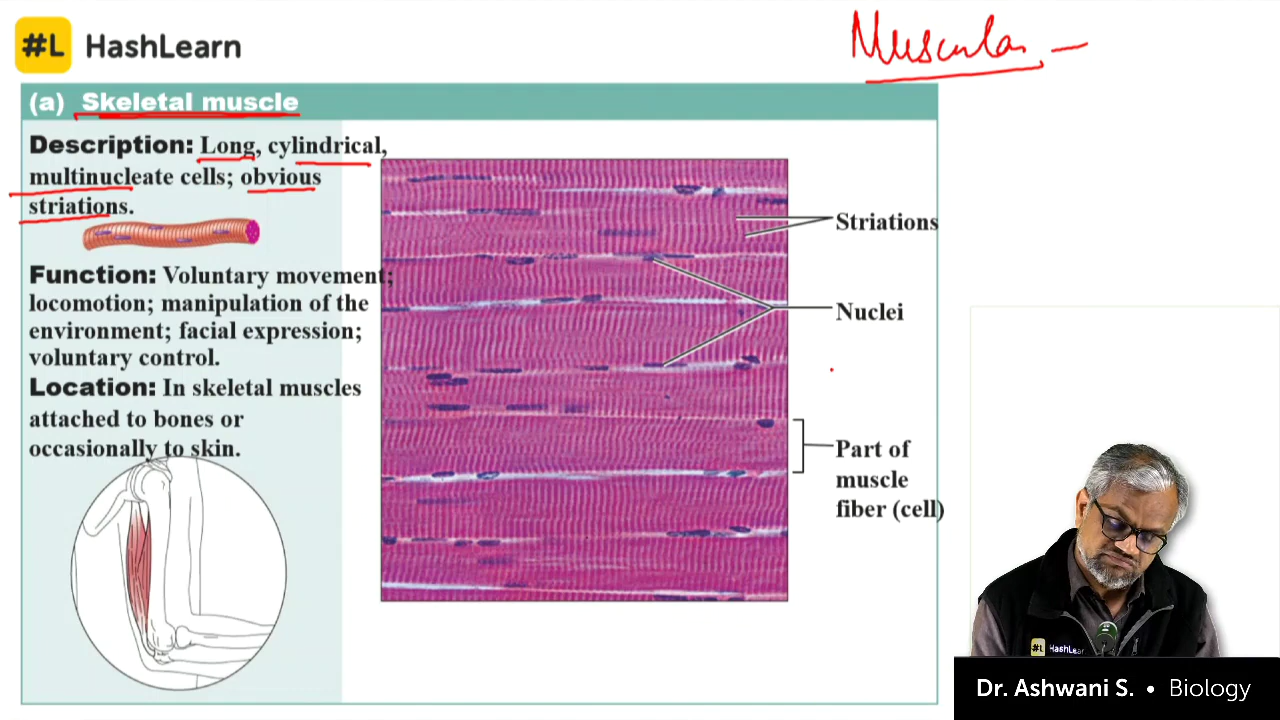 #L HashLearn
Muscular —
(a) Skeletal muscle
Description: Long, cylindrical,
multinucleate cells; obvious
striations.
Function: Voluntary movement;
locomotion; manipulation of the
environment; facial expression;
voluntary control.
Location: In skeletal muscles
attached to bones or
occasionally to skin.
Striations
Nuclei
Part of
muscle
fiber (cell)
#L HashLearn
Dr. Ashwani S. • Biology